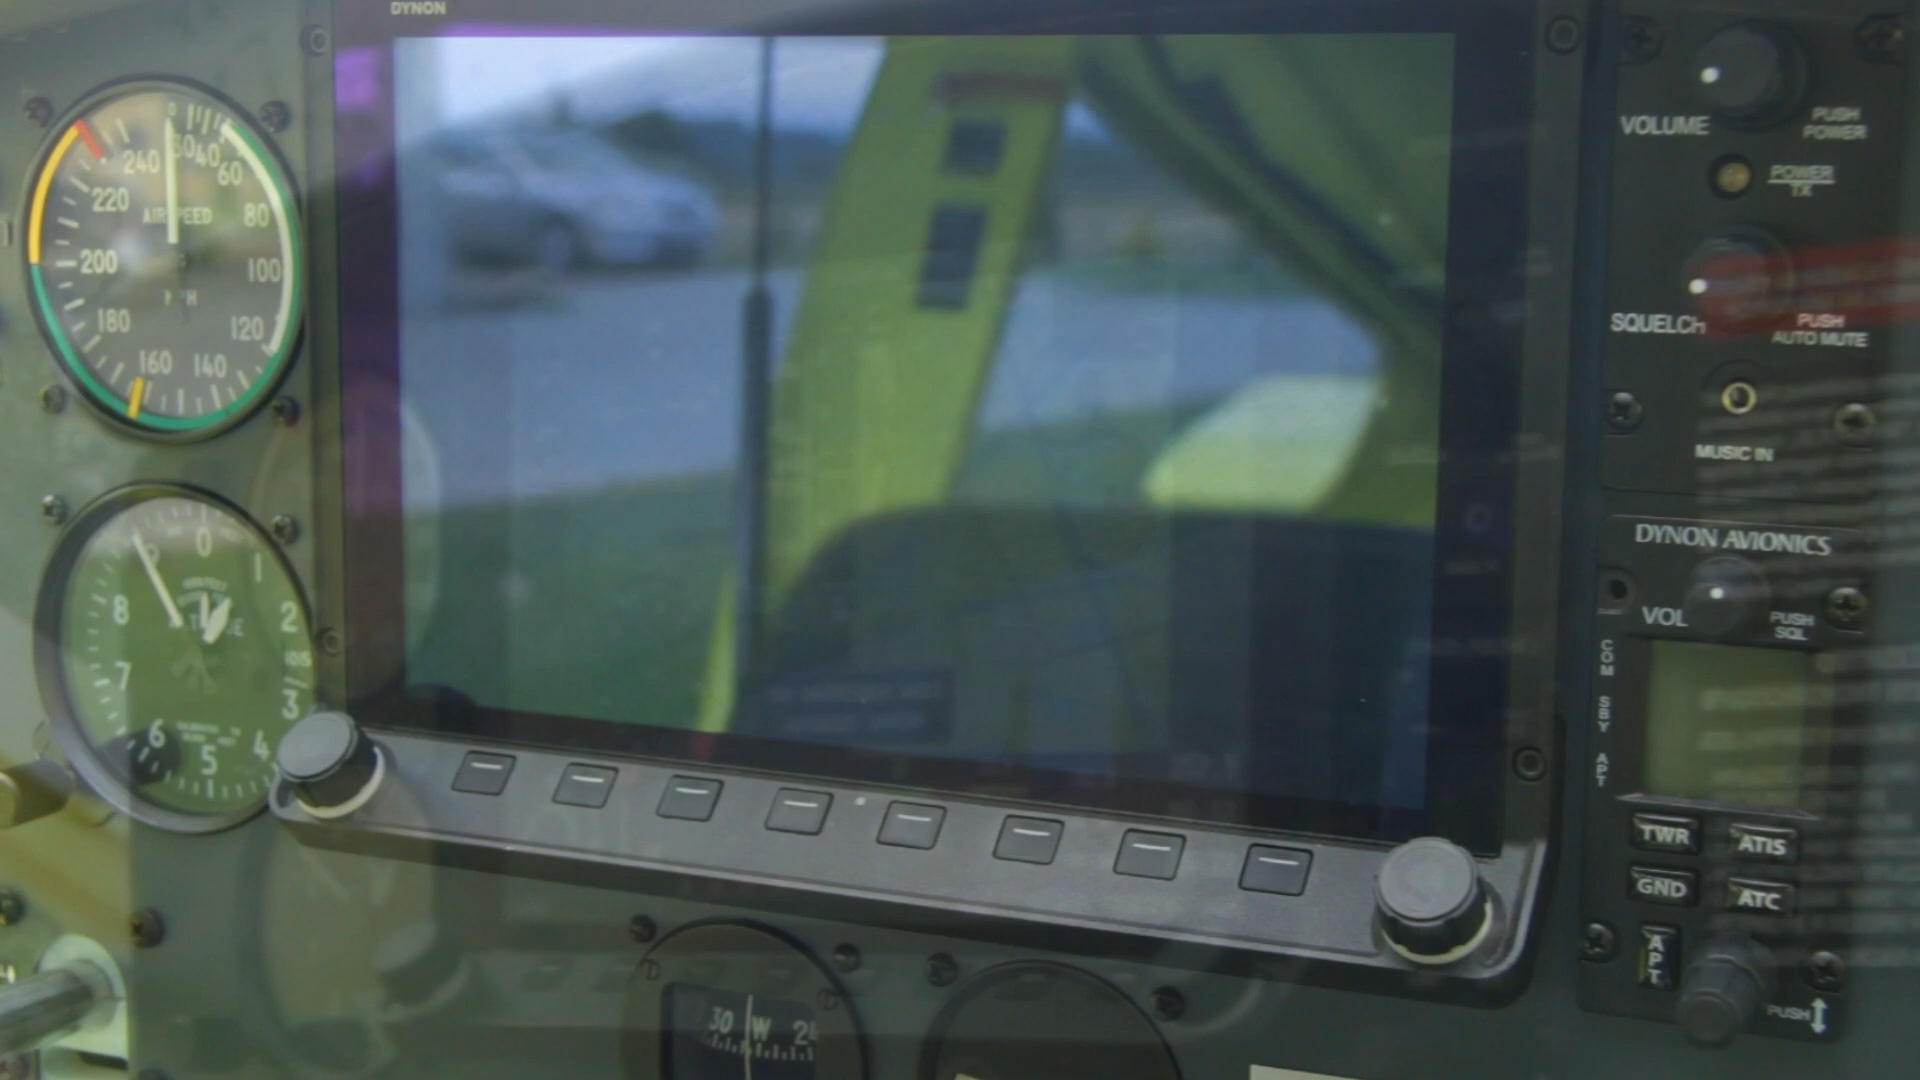 DYNON
0
30
40
60
80
100
120
140
160
180
200
220
240
AIRSPEED
MPH
0
1
2
3
4
5
6
7
8
9
VOLUME
PUSH
POWER
POWER
TX
SQUELCH
PUSH
AUTO MUTE
MUSIC IN
DYNON AVIONICS
VOL
PUSH
SQL
COM SBY APT
TWR
ATIS
GND
ATC
APT
PUSH
30 W 24